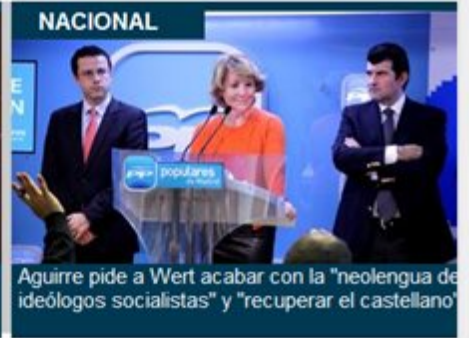 NACIONAL
E
N
populares
de Madrid
Aguirre pide a Wert acabar con la "neolengua de
ideólogos socialistas" y "recuperar el castellano"